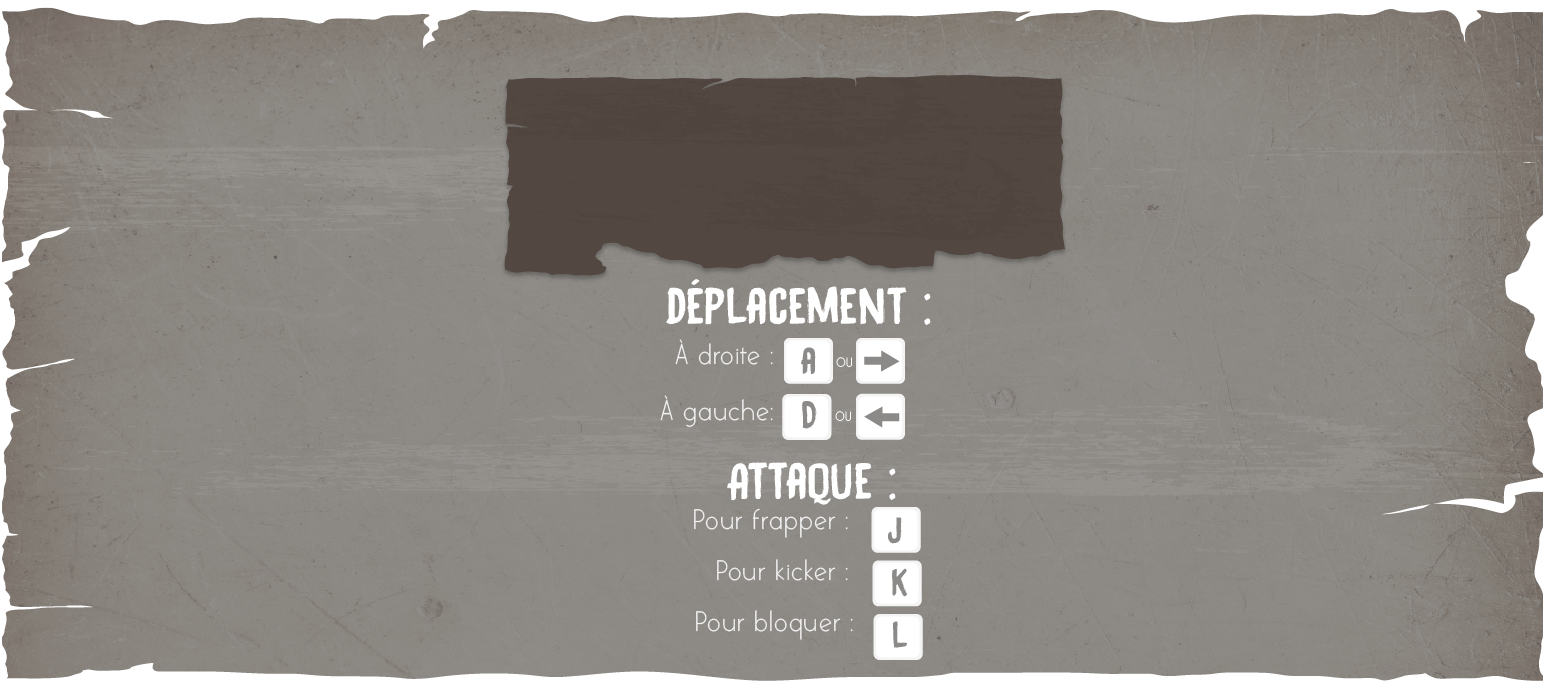 DÉPLACEMENT :
À droite : A ou →
À gauche: D ou ←
ATTAQUE :
Pour frapper : J
Pour kicker : K
Pour bloquer : L